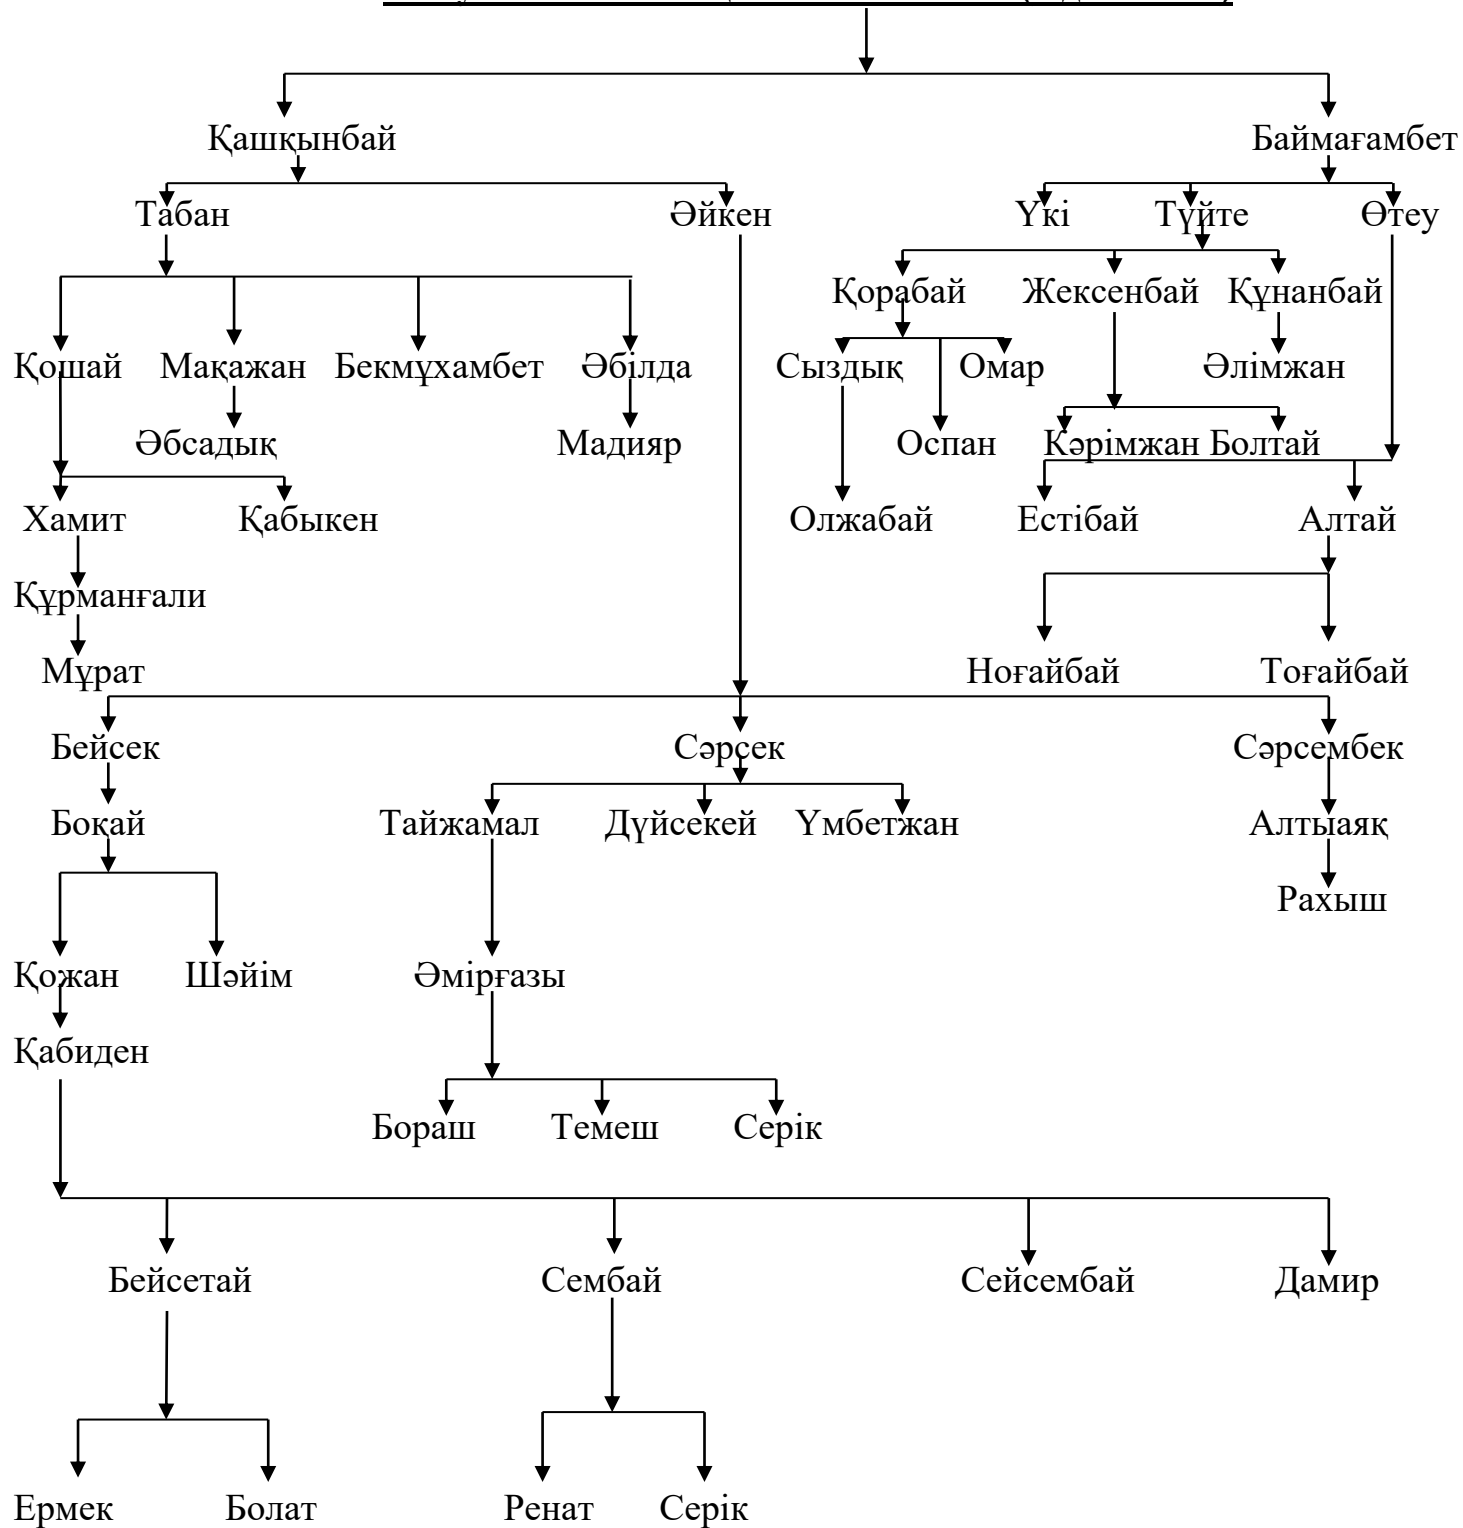 Қашқынбай Баймағамбет
Табан Әйкен Үкі Түйте Өтеу
Қорабай Жексенбай Құнанбай
Қошай Мақажан Бекмұхамбет Әбілда Сыздық Омар Әлімжан
Әбсадық Мадияр Оспан Кәрімжан Болтай
Хамит Қабыкен Олжабай Естібай Алтай
Құрманғали
Мұрат Ноғайбай Тоғайбай
Бейсек Сәрсек Сәрсембек
Боқай Тайжамал Дүйсекей Үмбетжан Алтыаяқ
Рахыш
Қожан Шәйім Әмірғазы
Қабиден
Бораш Темеш Серік
Бейсетай Сембай Сейсембай Дамир
Ермек Болат Ренат Серік